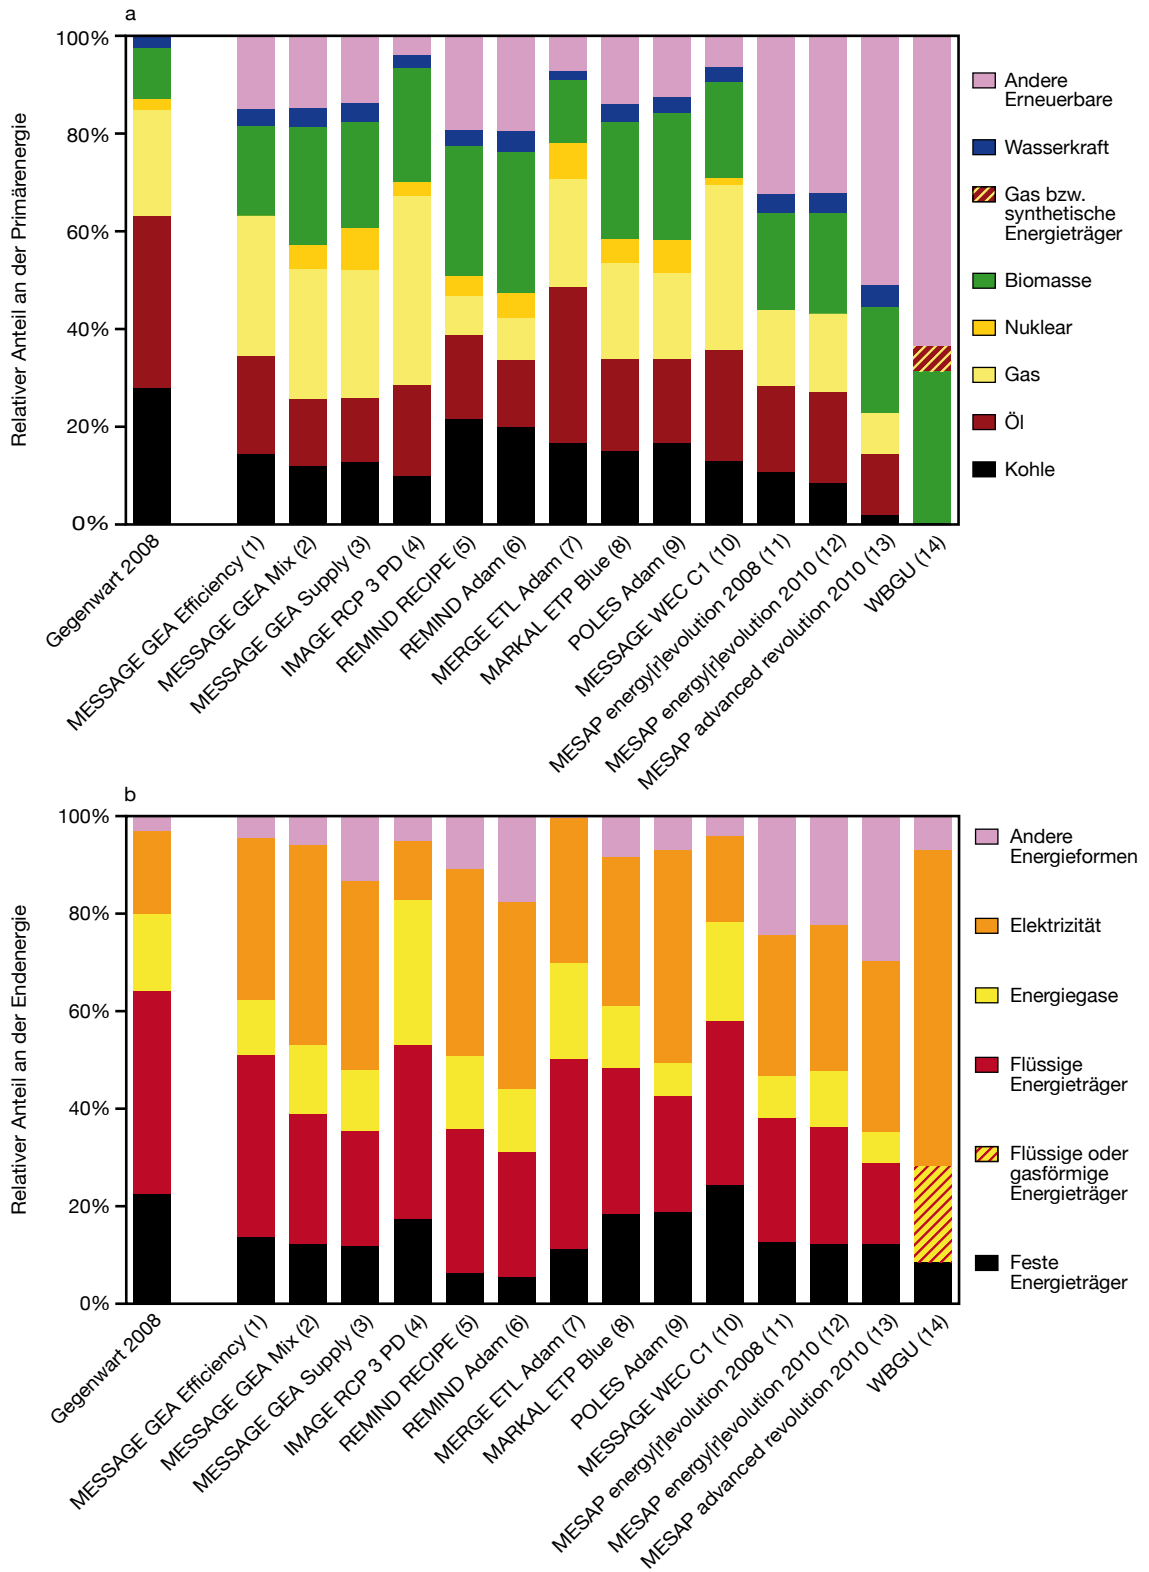 a
Relativer Anteil an der Primärenergie
100%
80%
60%
40%
20%
0%
Gegenwart 2008
MESSAGE GEA Efficiency (1)
MESSAGE GEA Mix (2)
MESSAGE GEA Supply (3)
IMAGE RCP 3 PD (4)
REMIND RECIPE (5)
REMIND Adam (6)
MERGE ETL Adam (7)
MARKAL ETP Blue (8)
POLES Adam (9)
MESSAGE WEC C1 (10)
MESAP energy[r]evolution 2008 (11)
MESAP energy[r]evolution 2010 (12)
MESAP advanced revolution 2010 (13)
WBGU (14)
Andere
Erneuerbare
Wasserkraft
Gas bzw.
synthetische
Energieträger
Biomasse
Nuklear
Gas
Öl
Kohle
b
Relativer Anteil an der Endenergie
100%
80%
60%
40%
20%
0%
Gegenwart 2008
MESSAGE GEA Efficiency (1)
MESSAGE GEA Mix (2)
MESSAGE GEA Supply (3)
IMAGE RCP 3 PD (4)
REMIND RECIPE (5)
REMIND Adam (6)
MERGE ETL Adam (7)
MARKAL ETP Blue (8)
POLES Adam (9)
MESSAGE WEC C1 (10)
MESAP energy[r]evolution 2008 (11)
MESAP energy[r]evolution 2010 (12)
MESAP advanced revolution 2010 (13)
WBGU (14)
Andere
Energieformen
Elektrizität
Energiegase
Flüssige
Energieträger
Flüssige oder
gasförmige
Energieträger
Feste
Energieträger